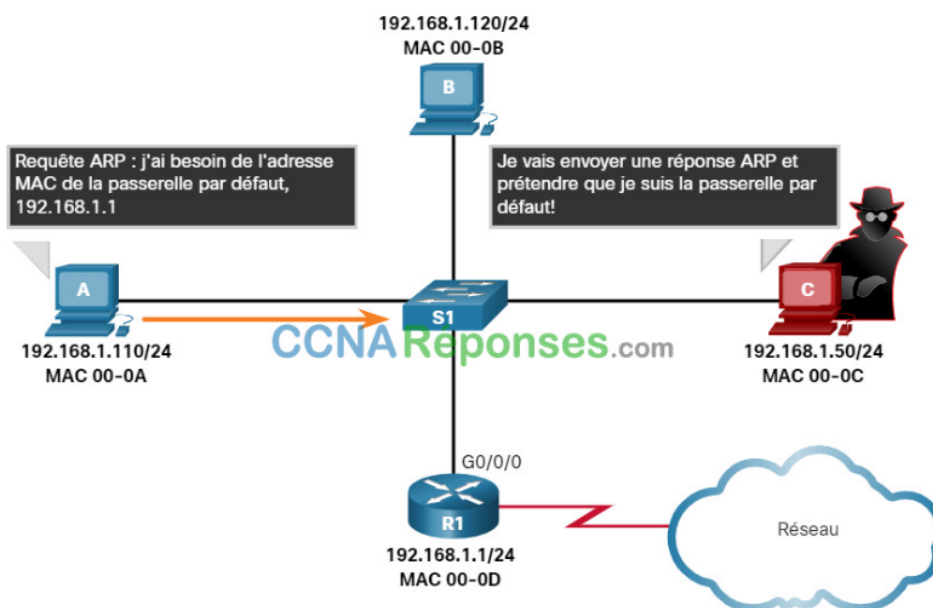 192.168.1.120/24
MAC 00-0B
B
Requête ARP : j'ai besoin de l'adresse
MAC de la passerelle par défaut,
192.168.1.1
Je vais envoyer une réponse ARP et
prétendre que je suis la passerelle par
défaut!
A
S1
C
CCNARéponses.com
192.168.1.110/24
MAC 00-0A
192.168.1.50/24
MAC 00-0C
G0/0/0
R1
Réseau
192.168.1.1/24
MAC 00-0D